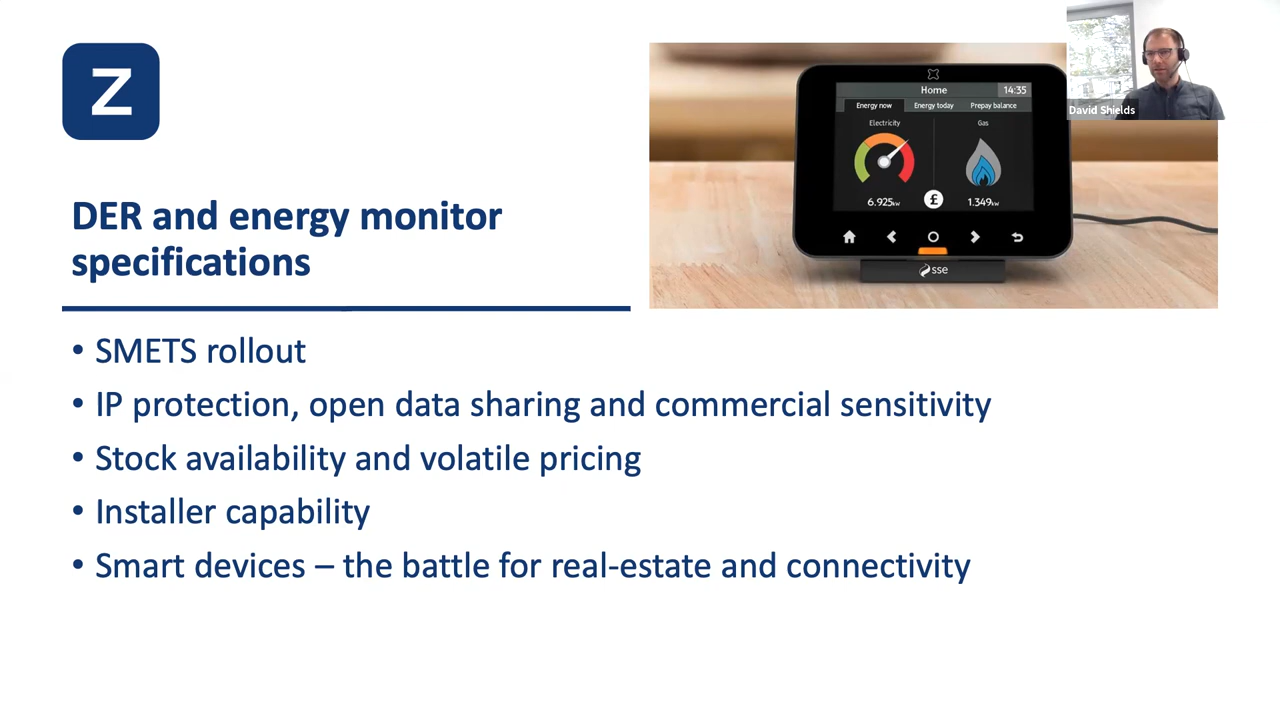 Z
DER and energy monitor
specifications
Home
14:35
Energy now
Energy today
Prepay balance
Electricity
Gas
6.925kw
£
1.349kw
sse
David Shields
• SMETS rollout
• IP protection, open data sharing and commercial sensitivity
• Stock availability and volatile pricing
• Installer capability
• Smart devices – the battle for real-estate and connectivity